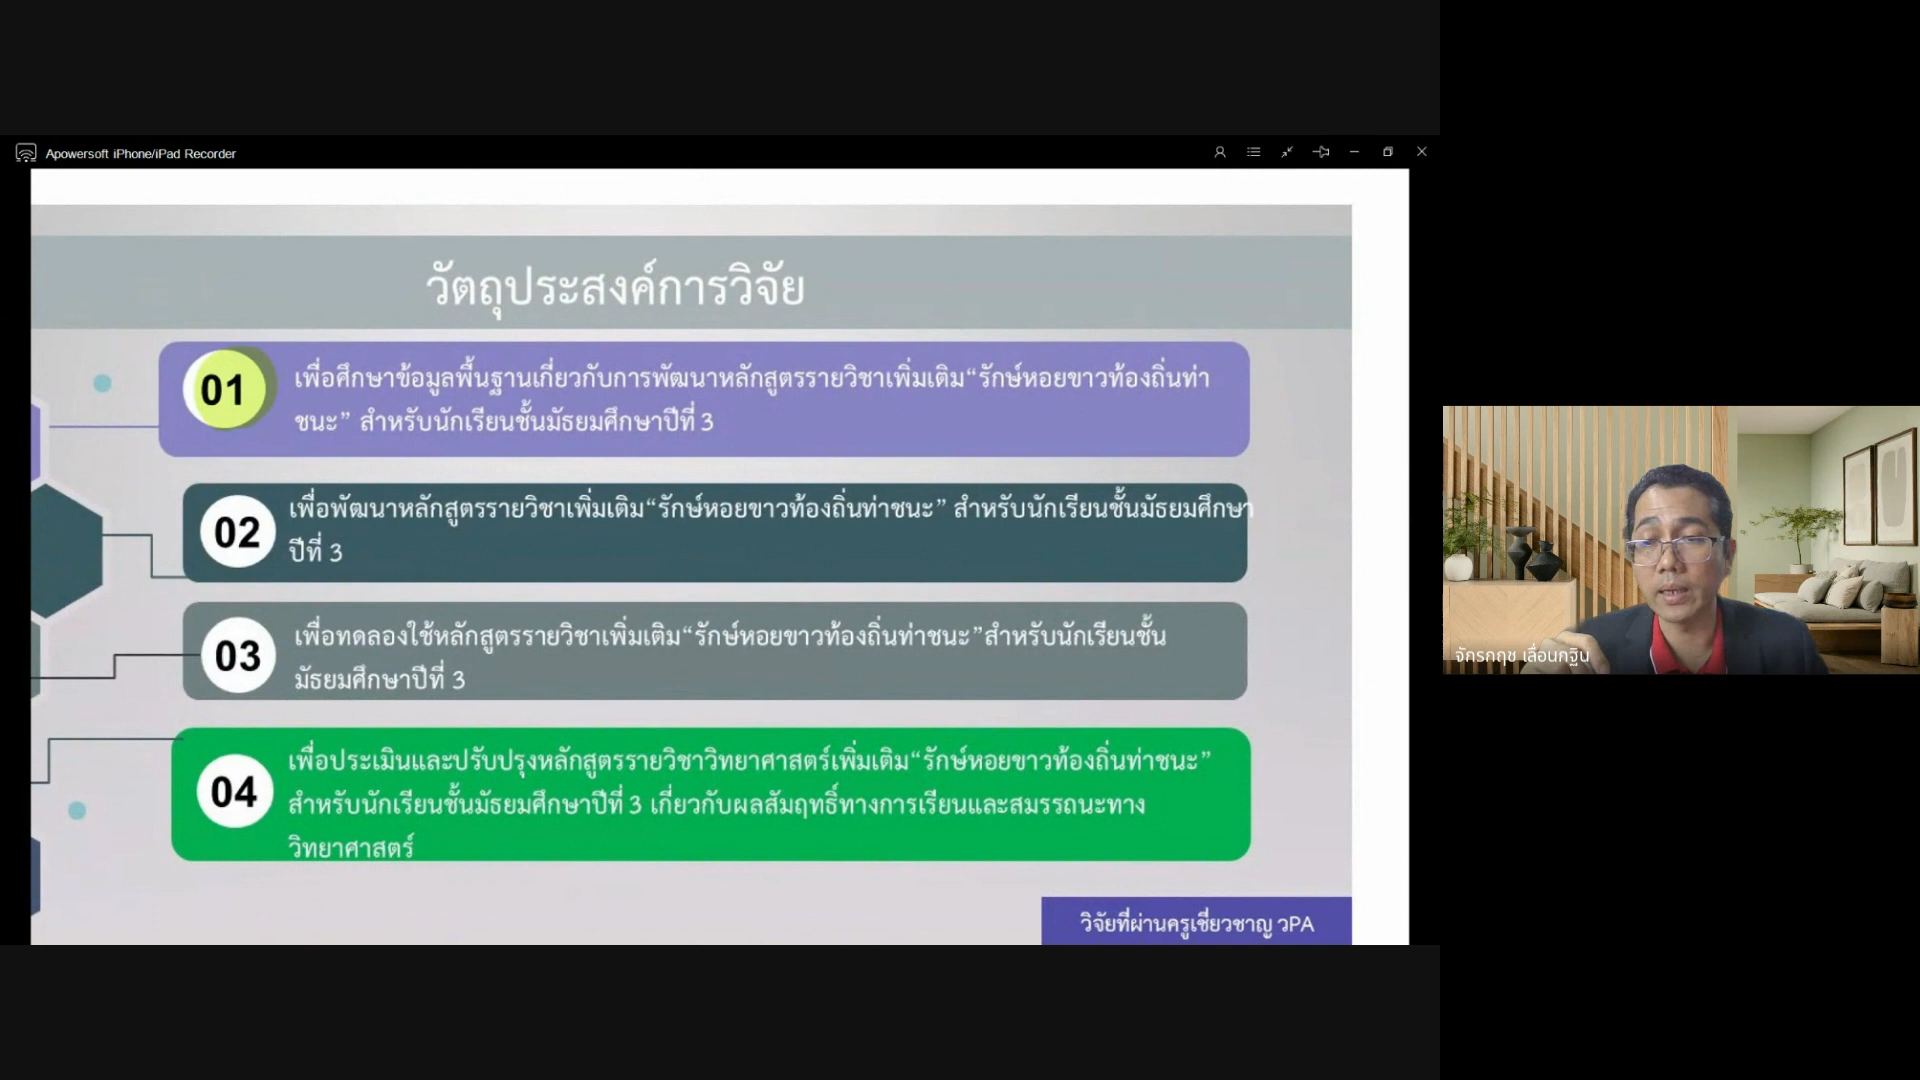 Apowersoft iPhone/iPad Recorder
วัตถุประสงค์การวิจัย
01
เพื่อศึกษาข้อมูลพื้นฐานเกี่ยวกับการพัฒนาหลักสูตรรายวิชาเพิ่มเติม“รักษ์หอยขาวท้องถิ่นท่า
ชนะ” สำหรับนักเรียนชั้นมัธยมศึกษาปีที่ 3
02
เพื่อพัฒนาหลักสูตรรายวิชาเพิ่มเติม“รักษ์หอยขาวท้องถิ่นท่าชนะ” สำหรับนักเรียนชั้นมัธยมศึกษา
ปีที่ 3
03
เพื่อทดลองใช้หลักสูตรรายวิชาเพิ่มเติม“รักษ์หอยขาวท้องถิ่นท่าชนะ”สำหรับนักเรียนชั้น
มัธยมศึกษาปีที่ 3
04
เพื่อประเมินและปรับปรุงหลักสูตรรายวิชาวิทยาศาสตร์เพิ่มเติม“รักษ์หอยขาวท้องถิ่นท่าชนะ”
สำหรับนักเรียนชั้นมัธยมศึกษาปีที่ 3 เกี่ยวกับผลสัมฤทธิ์ทางการเรียนและสมรรถนะทาง
วิทยาศาสตร์
วิจัยที่ผ่านครูเชี่ยวชาญ วPA
จักรกฤช เลื่อนกฐิน